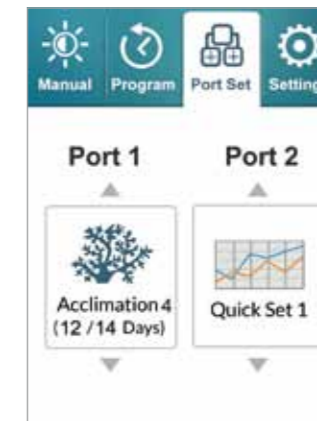 Manual Program Port Set Setting
Port 1 Port 2
Acclimation 4
(12 / 14 Days)
Quick Set 1